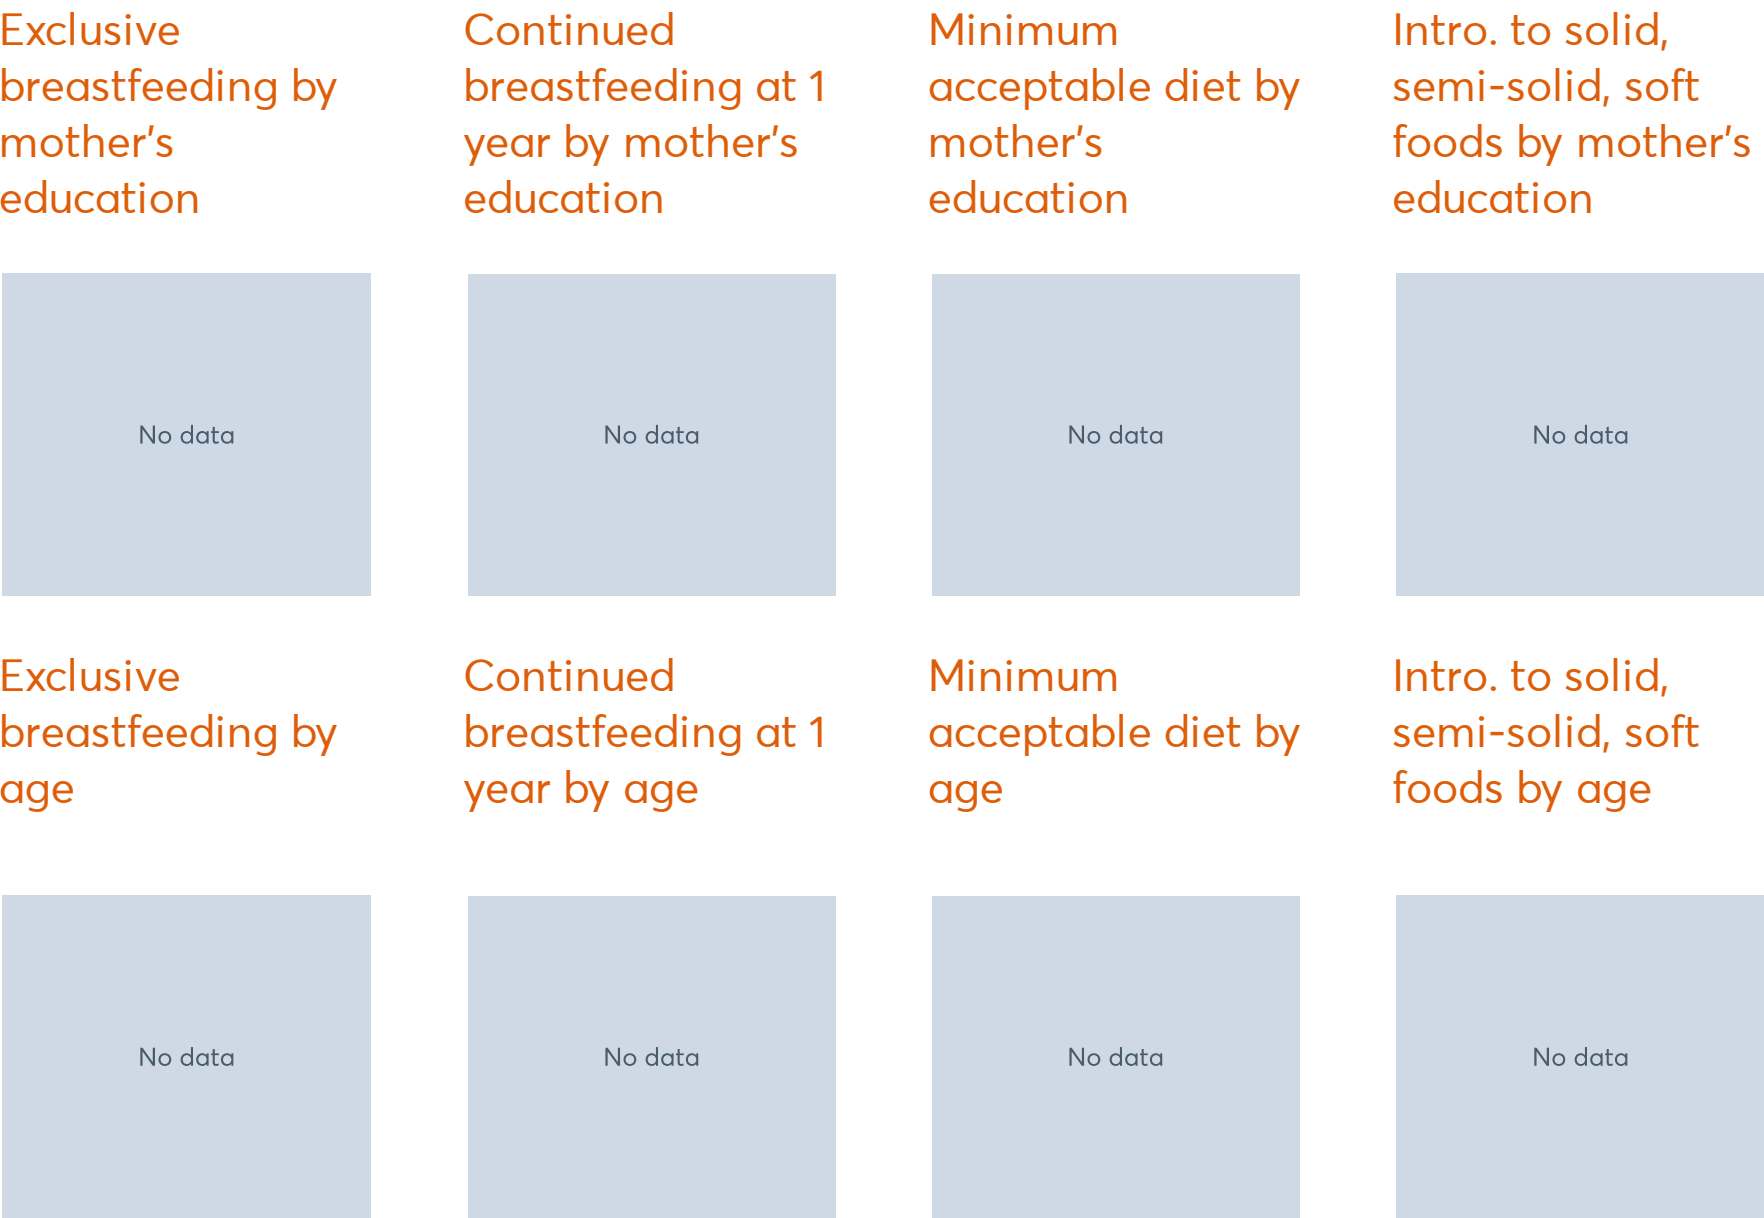 Exclusive
breastfeeding by
mother’s
education
Continued
breastfeeding at 1
year by mother’s
education
Minimum
acceptable diet by
mother’s
education
Intro. to solid,
semi-solid, soft
foods by mother’s
education
No data
No data
No data
No data
Exclusive
breastfeeding by
age
Continued
breastfeeding at 1
year by age
Minimum
acceptable diet by
age
Intro. to solid,
semi-solid, soft
foods by age
No data
No data
No data
No data